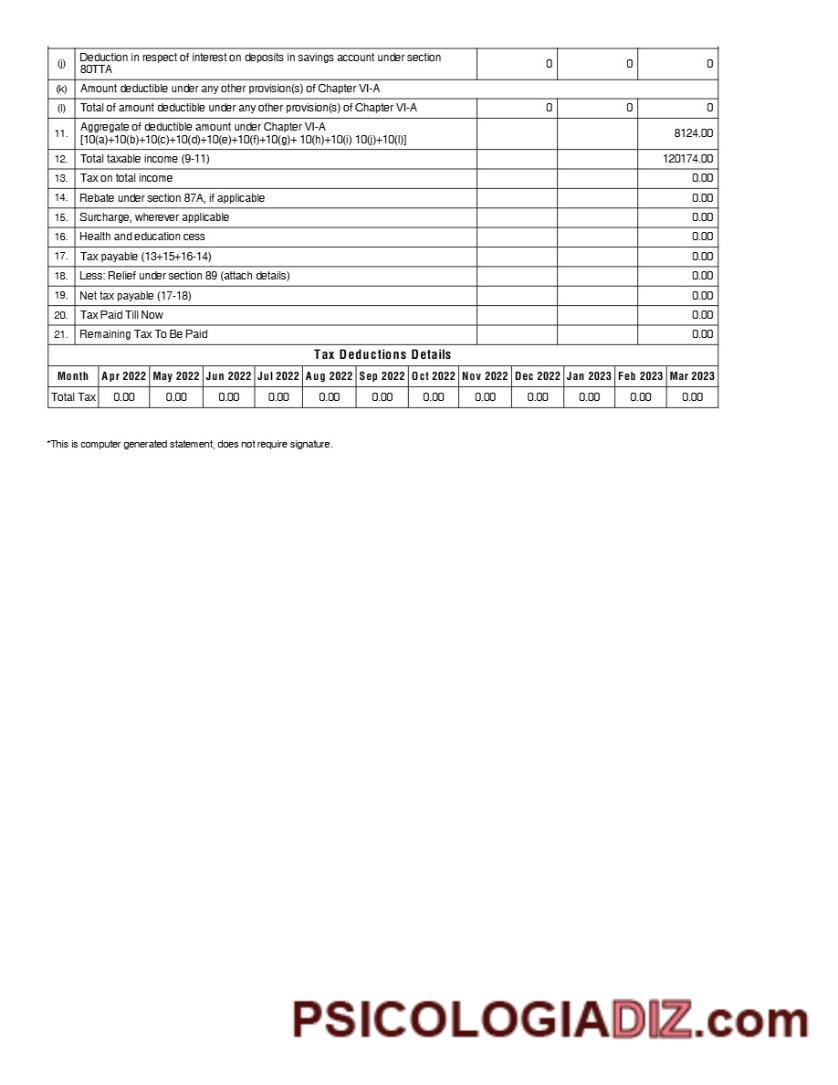 (j) Deduction in respect of interest on deposits in savings account under section 80TTA 0 0 0
(k) Amount deductible under any other provision(s) of Chapter VI-A
(l) Total of amount deductible under any other provision(s) of Chapter VI-A 0 0 0
11. Aggregate of deductible amount under Chapter VI-A
[10(a)+10(b)+10(c)+10(d)+10(e)+10(f)+10(g)+ 10(h)+10(i) 10(j)+10(l)] 8124.00
12. Total taxable income (9-11) 120174.00
13. Tax on total income 0.00
14. Rebate under section 87A, if applicable 0.00
15. Surcharge, wherever applicable 0.00
16. Health and education cess 0.00
17. Tax payable (13+15+16-14) 0.00
18. Less: Relief under section 89 (attach details) 0.00
19. Net tax payable (17-18) 0.00
20. Tax Paid Till Now 0.00
21. Remaining Tax To Be Paid 0.00
Tax Deductions Details
Month Apr 2022 May 2022 Jun 2022 Jul 2022 Aug 2022 Sep 2022 Oct 2022 Nov 2022 Dec 2022 Jan 2023 Feb 2023 Mar 2023
Total Tax 0.00 0.00 0.00 0.00 0.00 0.00 0.00 0.00 0.00 0.00 0.00 0.00
*This is computer generated statement, does not require signature.
PSICOLOGIADIZ.com